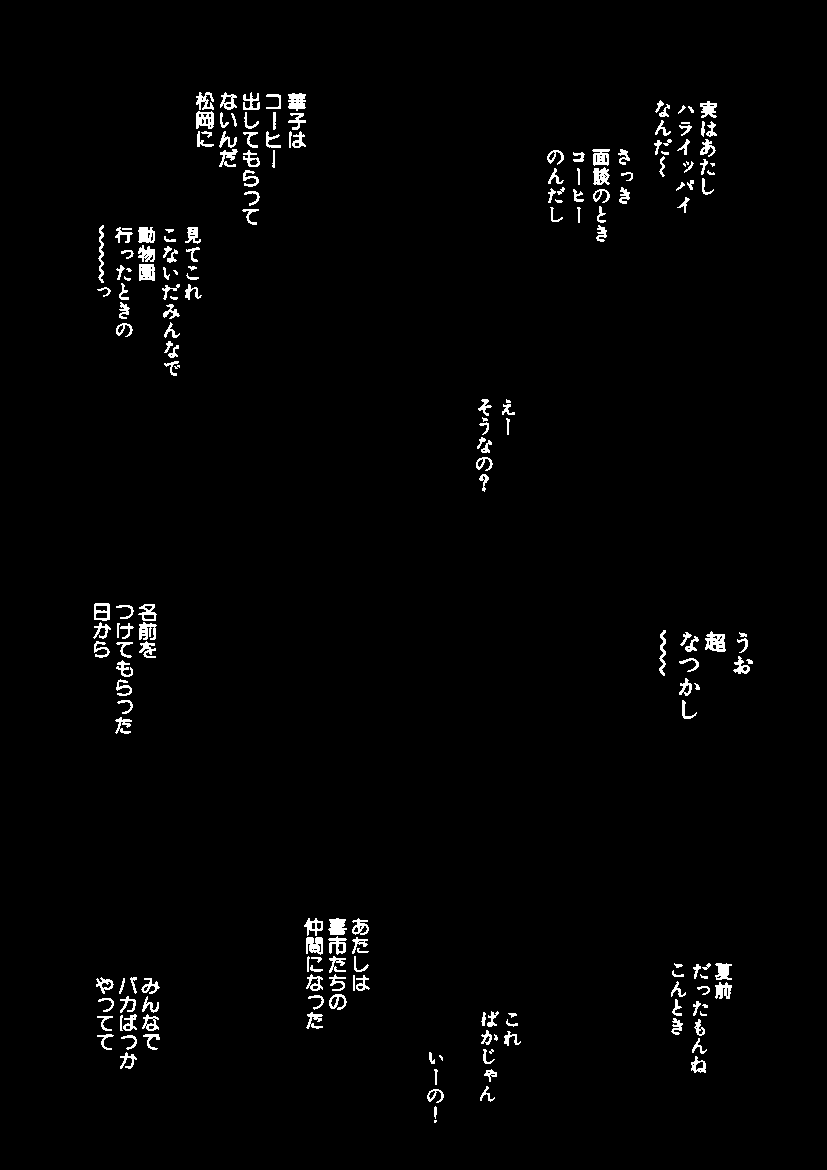 実はあたし
ハライッパイ
なんだ～
さっき
面談のとき
コーヒー
のんだし
華子は
コーヒー
出してもらって
ないんだ
松岡に
見てこれ
こないだみんなで
動物園
行ったときの
～～～～っ
えー
そうなの?
うお
超
なつかし
～～～
名前を
つけてもらった
日から
夏前
だったもんね
こんとき
これ
ばかじゃん
いーの!
あたしは
喜市たちの
仲間になった
みんなで
バカばっか
やってて